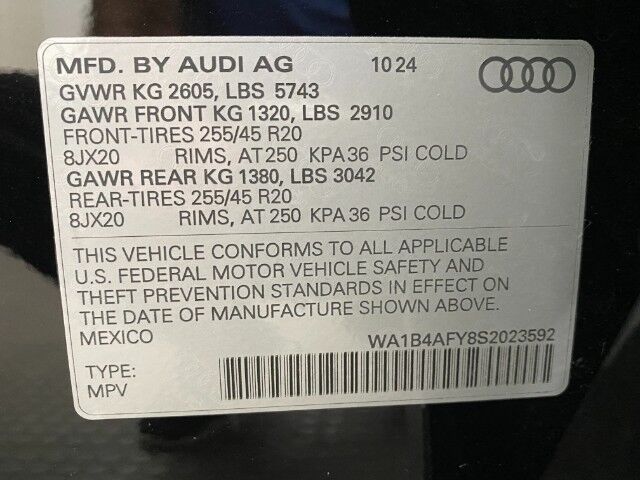 MFD. BY AUDI AG 10 24
GVWR KG 2605, LBS 5743
GAWR FRONT KG 1320, LBS 2910
FRONT-TIRES 255/45 R20
8JX20 RIMS, AT 250 KPA 36 PSI COLD
GAWR REAR KG 1380, LBS 3042
REAR-TIRES 255/45 R20
8JX20 RIMS, AT 250 KPA 36 PSI COLD
THIS VEHICLE CONFORMS TO ALL APPLICABLE
U.S. FEDERAL MOTOR VEHICLE SAFETY AND
THEFT PREVENTION STANDARDS IN EFFECT ON
THE DATE OF MANUFACTURE SHOWN ABOVE.
MEXICO WA1B4AFY8S2023592
TYPE:
MPV